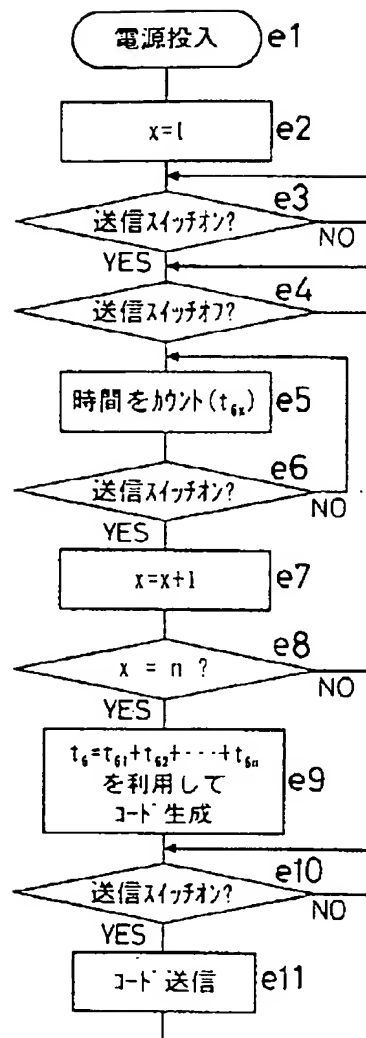 電源投入 e1
x=1 e2
e3
送信スイッチオン?
NO
YES
e4
送信スイッチオフ?
時間をカウント(t6x) e5
e6
送信スイッチオン?
NO
YES
x=x+1 e7
e8
x = n ?
NO
YES
t6=t61+t62+····+t6n
を利用して
コード生成
e9
e10
送信スイッチオン?
NO
YES
コード送信 e11